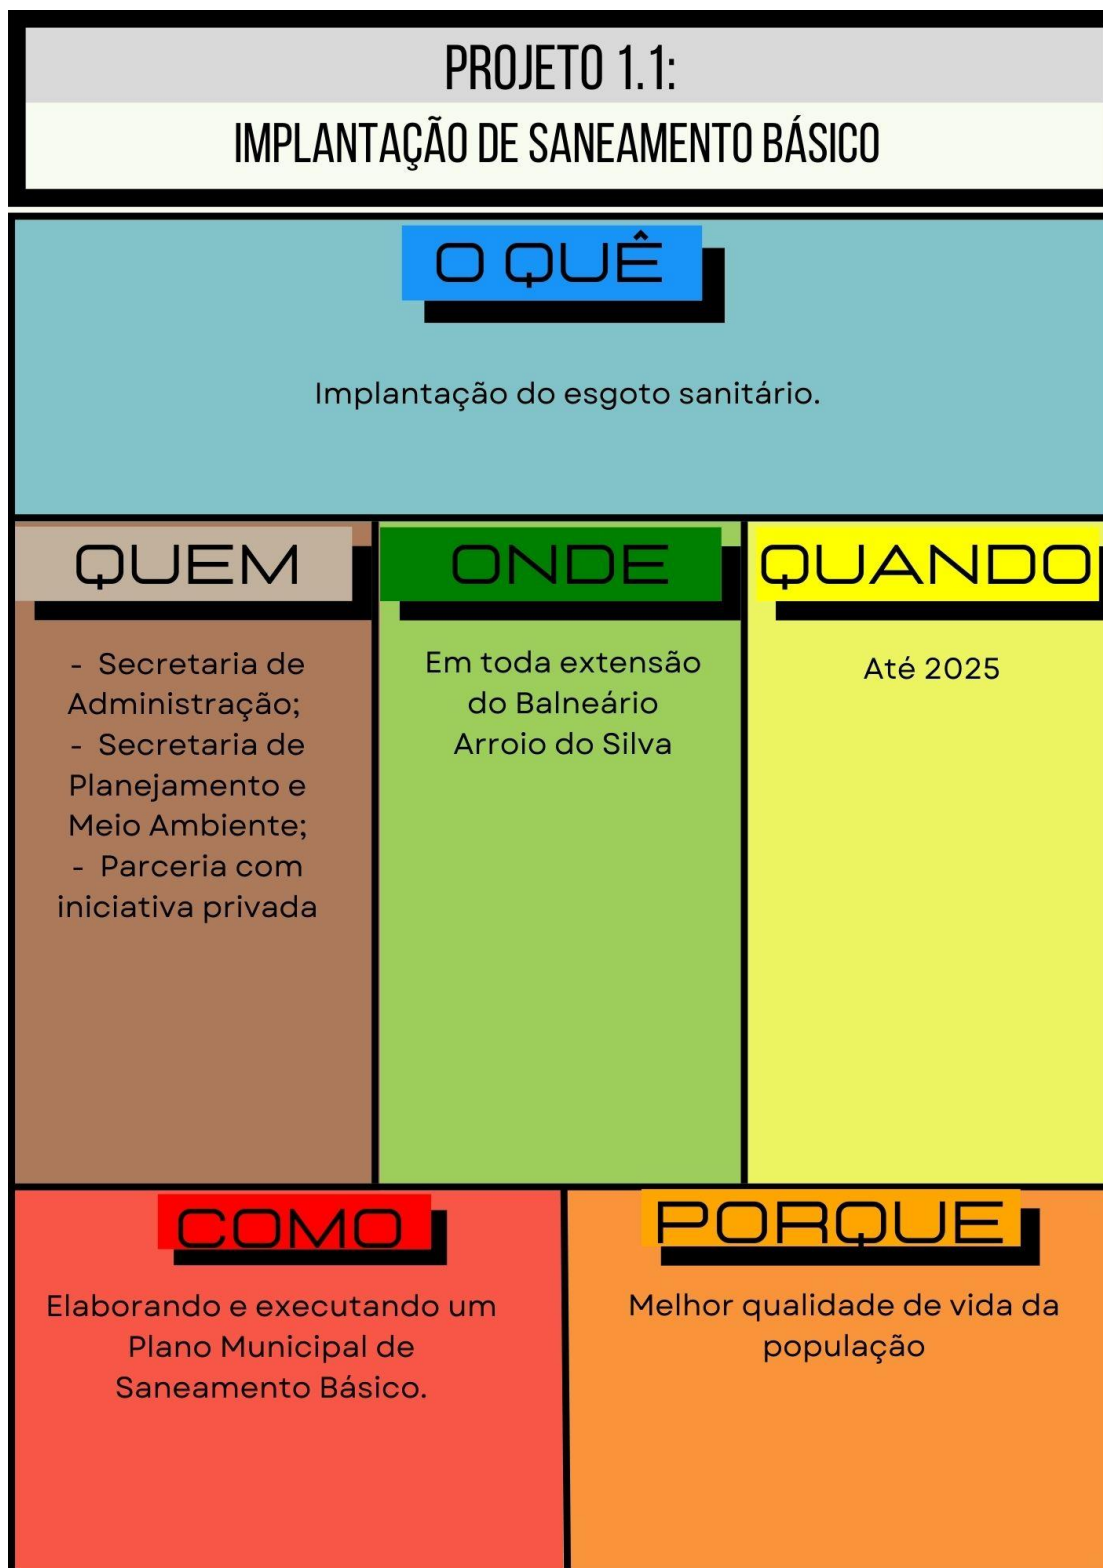 PROJETO 1.1:
IMPLANTAÇÃO DE SANEAMENTO BÁSICO
O QUÊ
Implantação do esgoto sanitário.
QUEM
- Secretaria de
Administração;
- Secretaria de
Planejamento e
Meio Ambiente;
- Parceria com
iniciativa privada
ONDE
Em toda extensão
do Balneário
Arroio do Silva
QUANDO
Até 2025
COMO
Elaborando e executando um
Plano Municipal de
Saneamento Básico.
PORQUE
Melhor qualidade de vida da
população